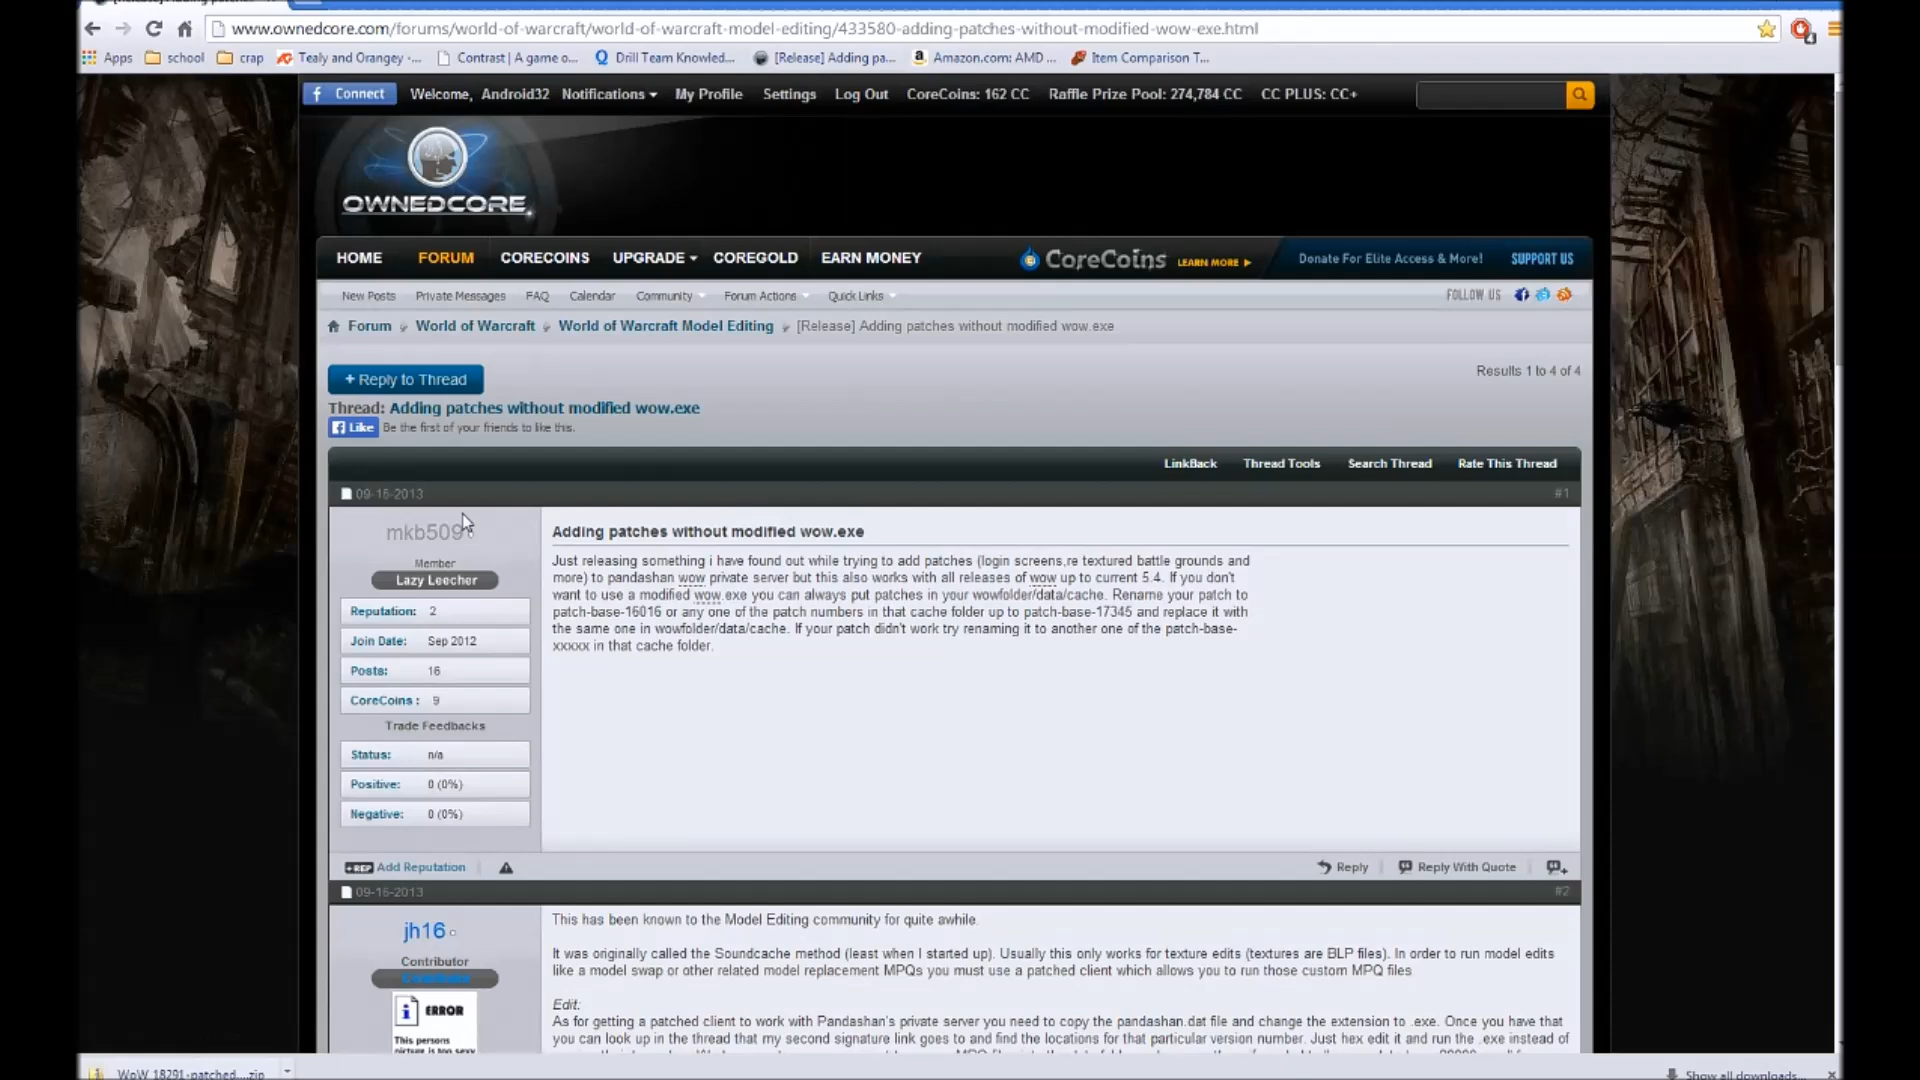 www.ownedcore.com/forums/world-of-warcraft/world-of-warcraft-model-editing/433580-adding-patches-without-modified-wow-exe.html
4
Apps school crap Tealy and Orangey -... Contrast | A game o... Drill Team Knowled... [Release] Adding pa... Amazon.com: AMD ... Item Comparison T...
f Connect Welcome, Android32 Notifications My Profile Settings Log Out CoreCoins: 162 CC Raffle Prize Pool: 274,784 CC CC PLUS: CC+
OWNEDCORE
HOME FORUM CORECOINS UPGRADE COREGOLD EARN MONEY CoreCoins LEARN MORE Donate For Elite Access & More! SUPPORT US
New Posts Private Messages FAQ Calendar Community Forum Actions Quick Links FOLLOW US
Forum World of Warcraft World of Warcraft Model Editing [Release] Adding patches without modified wow.exe
+ Reply to Thread Results 1 to 4 of 4
Thread: Adding patches without modified wow.exe
Like Be the first of your friends to like this.
LinkBack Thread Tools Search Thread Rate This Thread
09-16-2013 #1
mkb509
Member
Lazy Leecher
Reputation: 2
Join Date: Sep 2012
Posts: 16
CoreCoins : 9
Trade Feedbacks
Status: n/a
Positive: 0 (0%)
Negative: 0 (0%)
Adding patches without modified wow.exe
Just releasing something i have found out while trying to add patches (login screens,re textured battle grounds and
more) to pandashan wow private server but this also works with all releases of wow up to current 5.4. If you don't
want to use a modified wow.exe you can always put patches in your wowfolder/data/cache. Rename your patch to
patch-base-16016 or any one of the patch numbers in that cache folder up to patch-base-17345 and replace it with
the same one in wowfolder/data/cache. If your patch didn't work try renaming it to another one of the patch-base-
xxxxx in that cache folder.
+REP Add Reputation Reply Reply With Quote
09-16-2013 #2
jh16
Contributor
Contributor
ERROR
This persons
picture is too sexy
This has been known to the Model Editing community for quite awhile.
It was originally called the Soundcache method (least when I started up). Usually this only works for texture edits (textures are BLP files). In order to run model edits
like a model swap or other related model replacement MPQs you must use a patched client which allows you to run those custom MPQ files
Edit:
As for getting a patched client to work with Pandashan's private server you need to copy the pandashan.dat file and change the extension to .exe. Once you have that
you can look up in the thread that my second signature link goes to and find the locations for that particular version number. Just hex edit it and run the .exe instead of
WoW 18291-patched....zip Show all downloads...